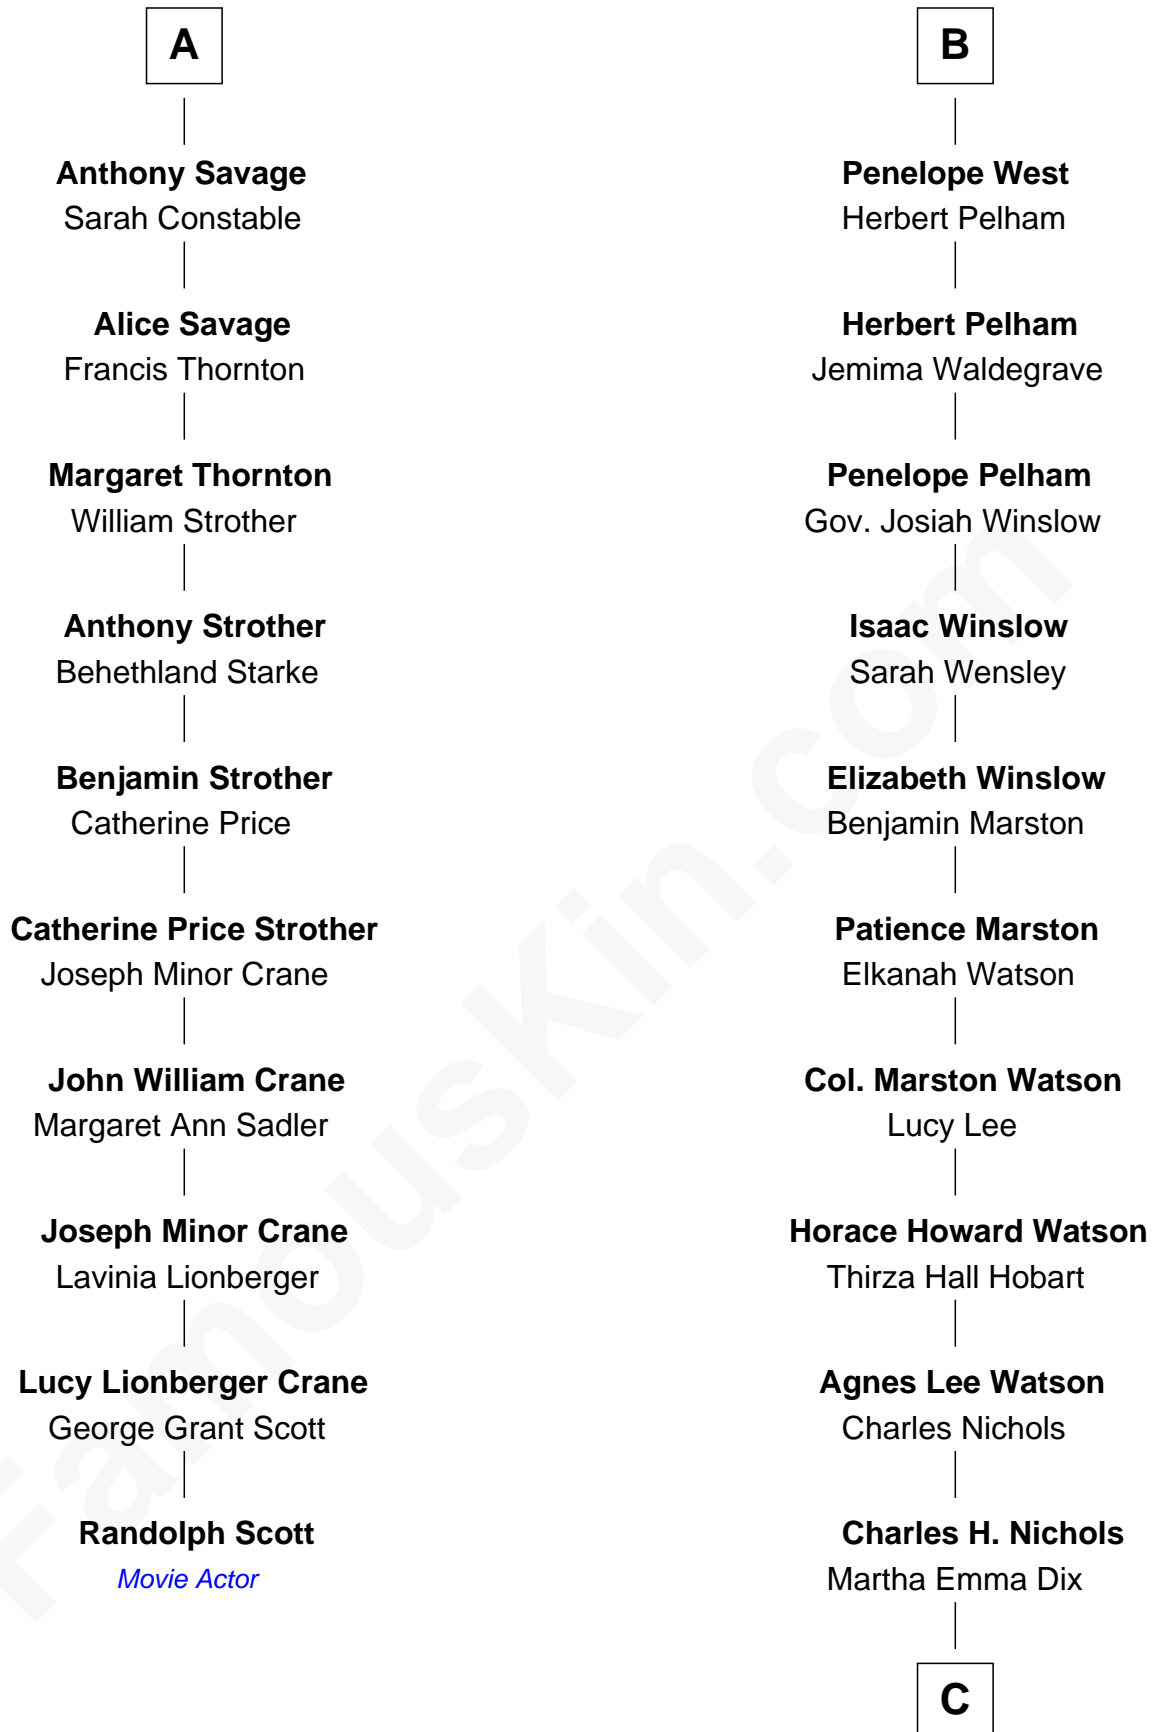 A
Anthony Savage
Sarah Constable
Alice Savage
Francis Thornton
Margaret Thornton
William Strother
Anthony Strother
Behethland Starke
Benjamin Strother
Catherine Price
Catherine Price Strother
Joseph Minor Crane
John William Crane
Margaret Ann Sadler
Joseph Minor Crane
Lavinia Lionberger
Lucy Lionberger Crane
George Grant Scott
Randolph Scott
Movie Actor
B
Penelope West
Herbert Pelham
Herbert Pelham
Jemima Waldegrave
Penelope Pelham
Gov. Josiah Winslow
Isaac Winslow
Sarah Wensley
Elizabeth Winslow
Benjamin Marston
Patience Marston
Elkanah Watson
Col. Marston Watson
Lucy Lee
Horace Howard Watson
Thirza Hall Hobart
Agnes Lee Watson
Charles Nichols
Charles H. Nichols
Martha Emma Dix
C
FamousKin.com